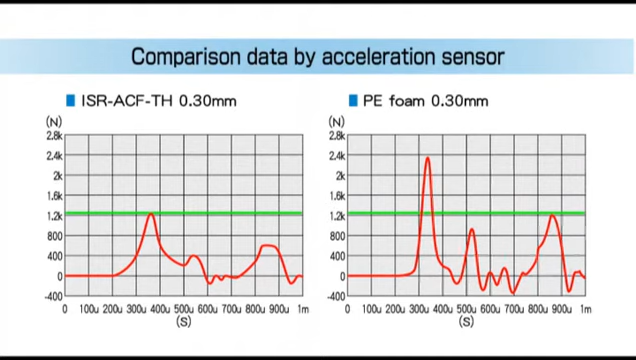 Comparison data by acceleration sensor
ISR-ACF-TH 0.30mm
(N)
2.8k
2.4k
2k
1.6k
1.2k
800
400
0
-400
0 100u 200u 300u 400u 500u 600u 700u 800u 900u 1m
(S)
PE foam 0.30mm
(N)
2.8k
2.4k
2k
1.6k
1.2k
800
400
0
-400
0 100u 200u 300u 400u 500u 600u 700u 800u 900u 1m
(S)